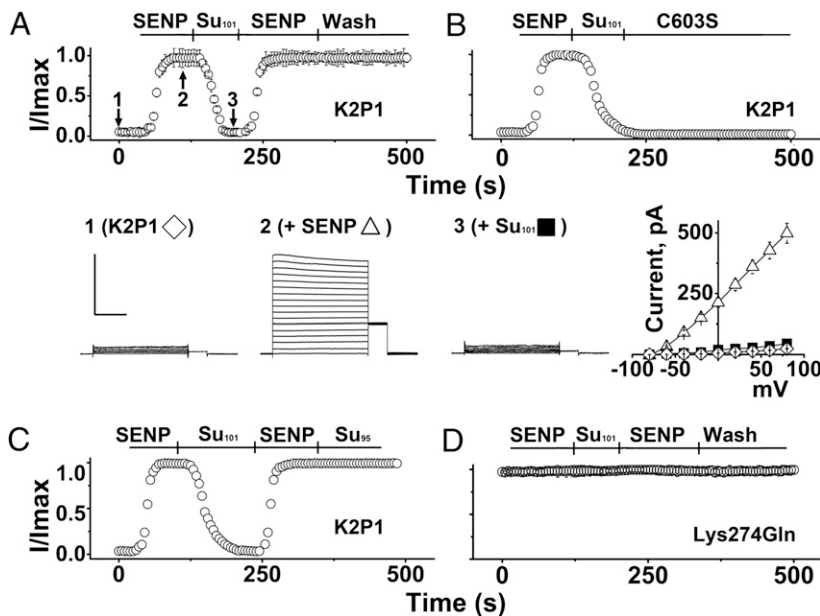 A
SENP Su₁₀₁ SENP Wash
I/Imax
1.0
0.5
0.0
1 2 3
K2P1
0 250 500
Time (s)
B
SENP Su₁₀₁ C603S
K2P1
0 250 500
Time (s)
1 (K2P1 ◇)
2 (+ SENP △)
3 (+ Su₁₀₁ ■)
Current, pA
500
250
-100 -50 0 50 100
mV
C
SENP Su₁₀₁ SENP Su₉₅
I/Imax
1.0
0.5
0.0
K2P1
0 250 500
Time (s)
D
SENP Su₁₀₁ SENP Wash
Lys274Gln
0 250 500
Time (s)